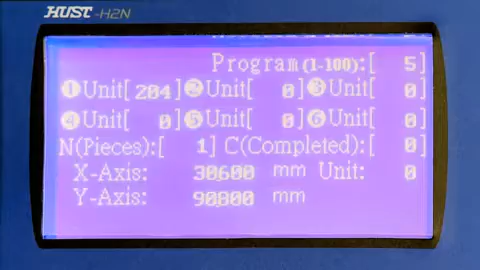 HUST-H2N
Program(1-100):[ 5]
❶Unit[ 204] ❷Unit[ 0] ❸Unit[ 0]
❹Unit[ 0] ❺Unit[ 0] ❻Unit[ 0]
N(Pieces):[ 1] C(Completed):[ 0]
X-Axis: 30600 mm Unit: 0
Y-Axis: 90800 mm